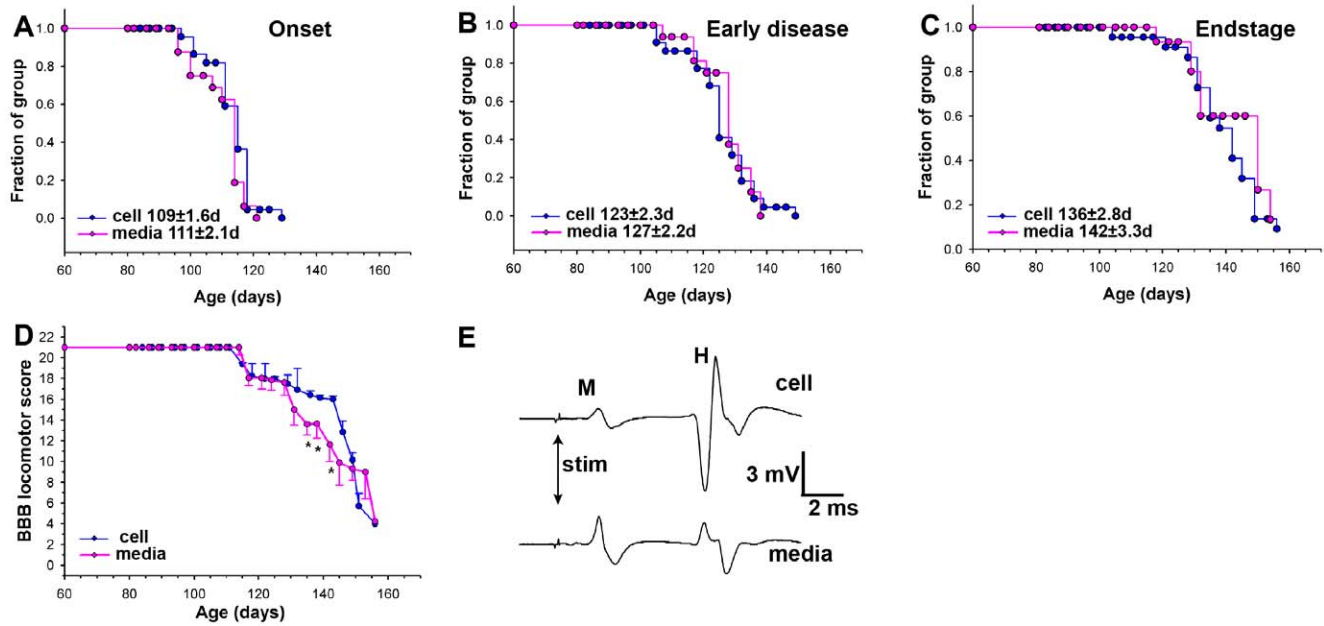 A
Onset
Fraction of group
1.0
0.8
0.6
0.4
0.2
0.0
cell 109±1.6d
media 111±2.1d
60 80 100 120 140 160
Age (days)
B
Early disease
Fraction of group
1.0
0.8
0.6
0.4
0.2
0.0
cell 123±2.3d
media 127±2.2d
60 80 100 120 140 160
Age (days)
C
Endstage
Fraction of group
1.0
0.8
0.6
0.4
0.2
0.0
cell 136±2.8d
media 142±3.3d
60 80 100 120 140 160
Age (days)
D
BBB locomotor score
22
20
18
16
14
12
10
8
6
4
2
0
* * *
cell
media
60 80 100 120 140 160
Age (days)
E
M
H
cell
stim
3 mV
2 ms
media